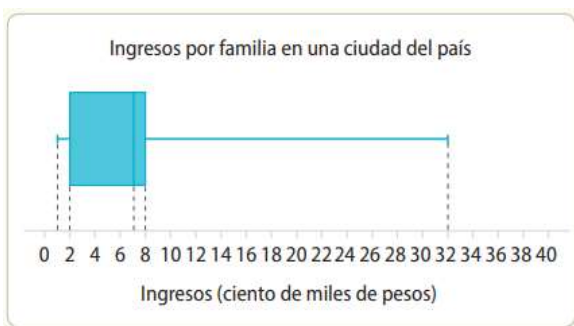 Ingresos por familia en una ciudad del país
0 2 4 6 8 10 12 14 16 18 20 22 24 26 28 30 32 34 36 38 40
Ingresos (ciento de miles de pesos)